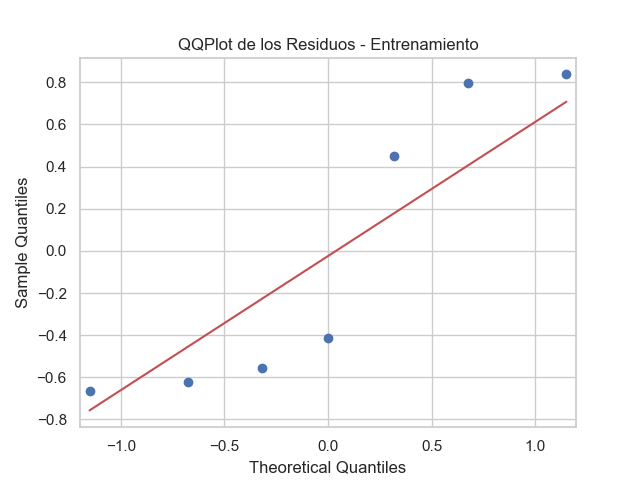 QQPlot de los Residuos - Entrenamiento
0.8
0.6
0.4
0.2
0.0
−0.2
−0.4
−0.6
−0.8
Sample Quantiles
−1.0 −0.5 0.0 0.5 1.0
Theoretical Quantiles